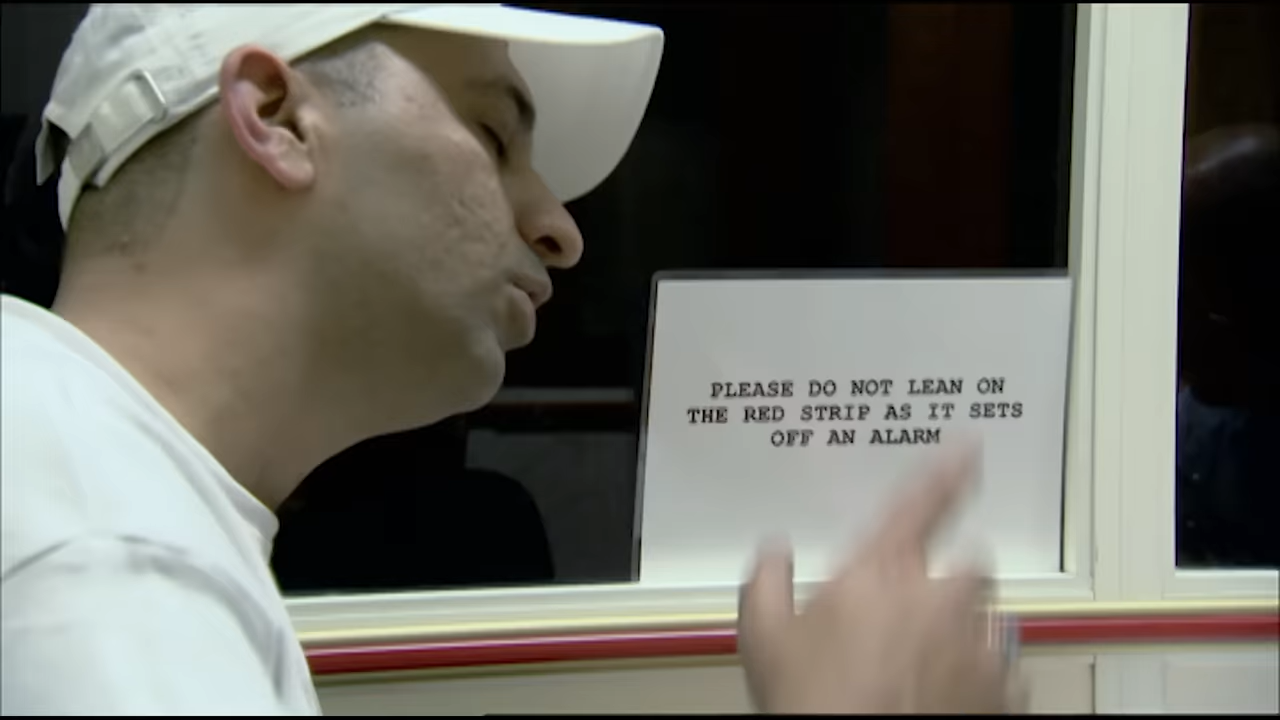 PLEASE DO NOT LEAN ON
THE RED STRIP AS IT SETS
OFF AN ALARM